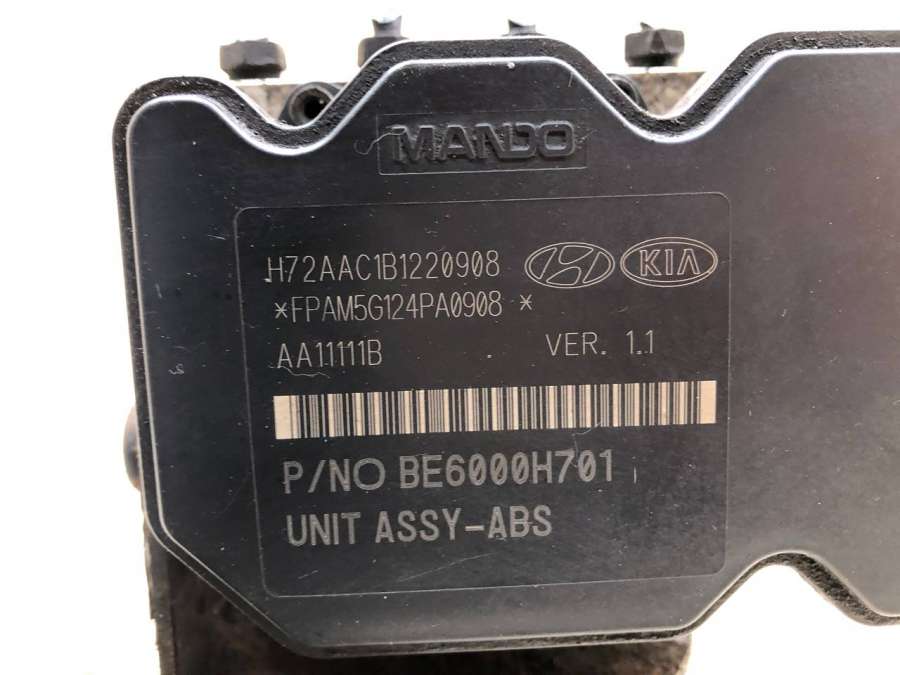 MANDO
H72AAC1B1220908 KIA
*FPAM5G124PA0908 *
AA11111B VER. 1.1
P/NO BE6000H701
UNIT ASSY-ABS